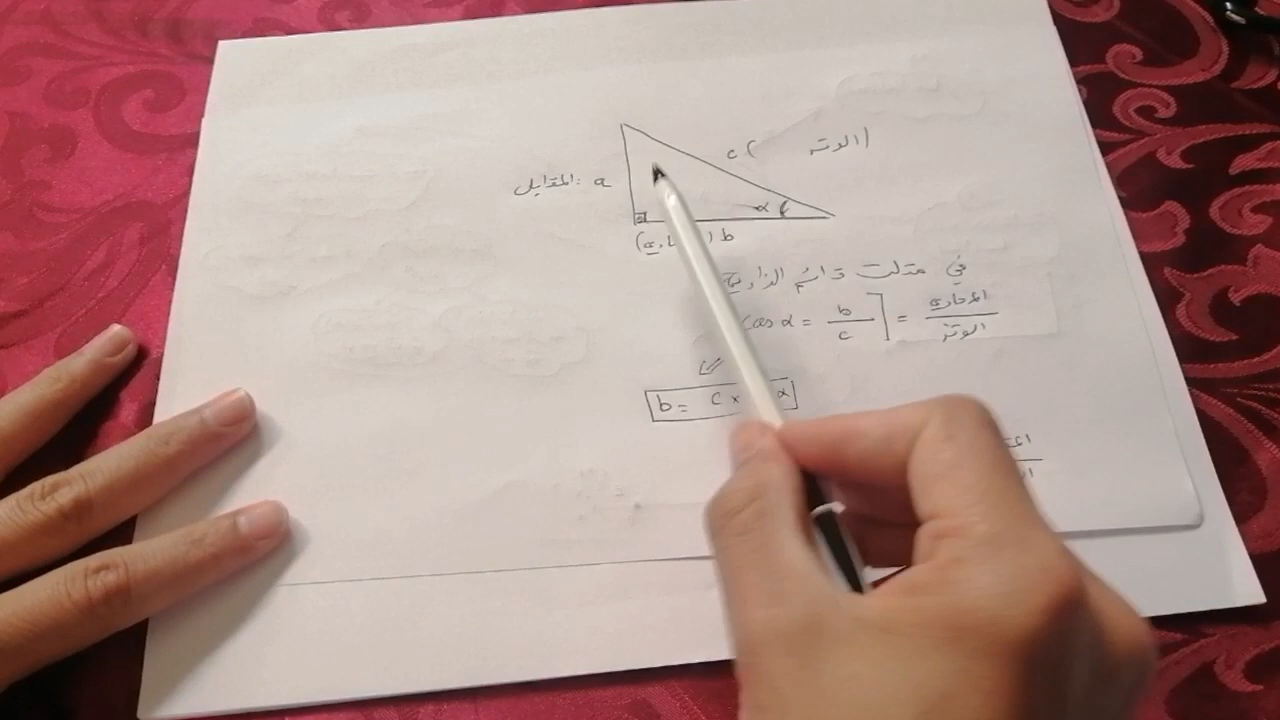 c ( الوتر )
a : المقابل
α
b
في مثلث قائم الزاوية
cos α = b/c ] = المجاور/الوتر
⇙
b = c × α